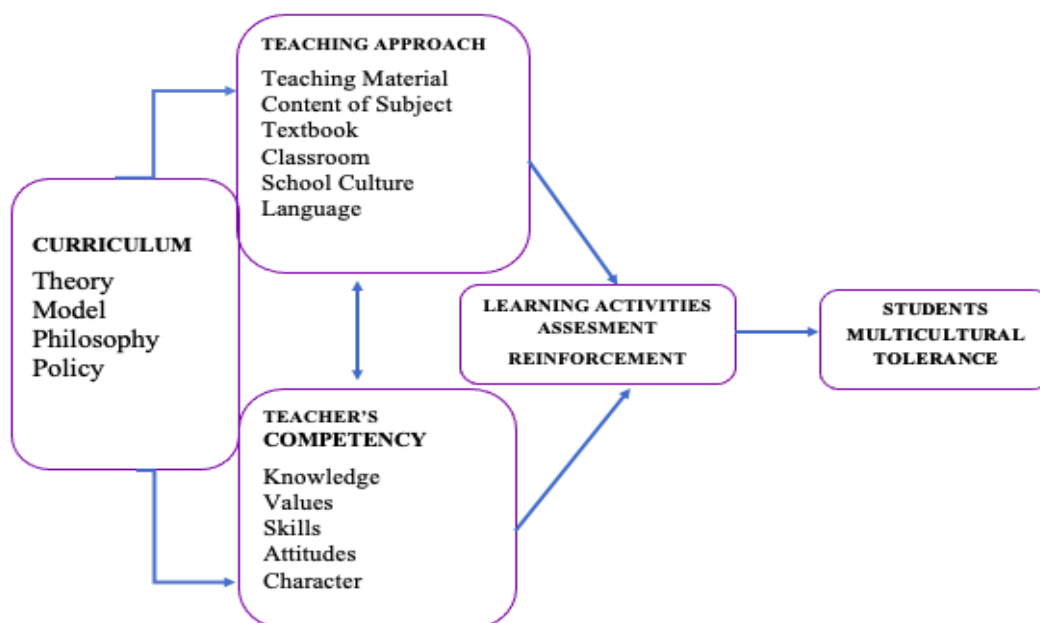 TEACHING APPROACH
Teaching Material
Content of Subject
Textbook
Classroom
School Culture
Language
CURRICULUM
Theory
Model
Philosophy
Policy
LEARNING ACTIVITIES
ASSESMENT
REINFORCEMENT
STUDENTS
MULTICULTURAL
TOLERANCE
TEACHER'S
COMPETENCY
Knowledge
Values
Skills
Attitudes
Character